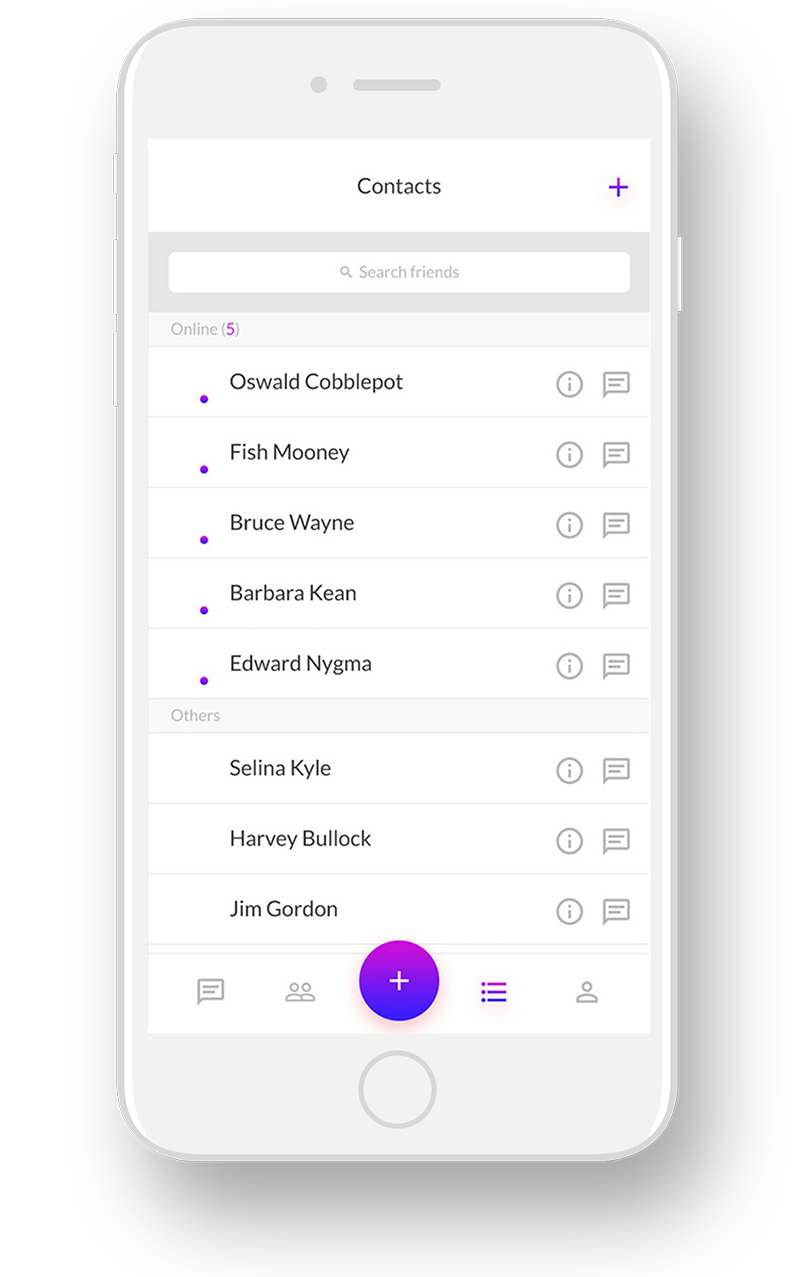 Contacts
Search friends
Online (5)
Oswald Cobblepot
Fish Mooney
Bruce Wayne
Barbara Kean
Edward Nygma
Others
Selina Kyle
Harvey Bullock
Jim Gordon